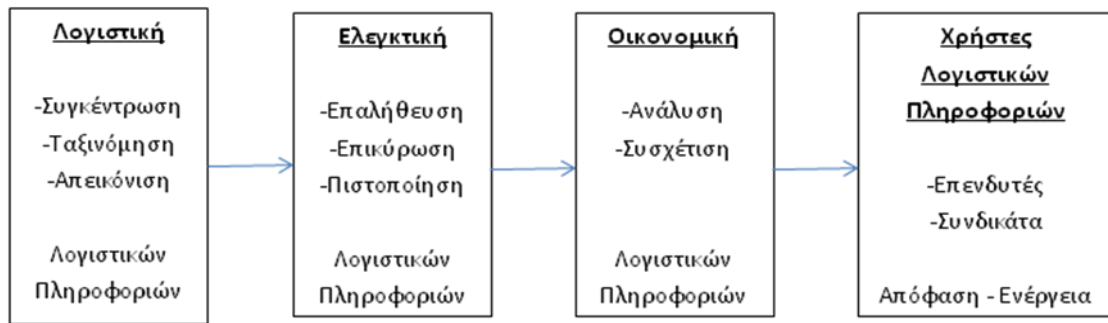 Λογιστική
-Συγκέντρωση
-Ταξινόμηση
-Απεικόνιση
Λογιστικών
Πληροφοριών
Ελεγκτική
-Επαλήθευση
-Επικύρωση
-Πιστοποίηση
Λογιστικών
Πληροφοριών
Οικονομική
-Ανάλυση
-Συσχέτιση
Λογιστικών
Πληροφοριών
Χρήστες
Λογιστικών
Πληροφοριών
-Επενδυτές
-Συνδικάτα
Απόφαση - Ενέργεια